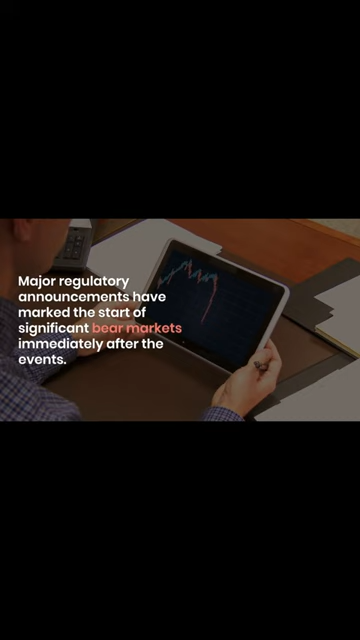 Major regulatory
announcements have
marked the start of
significant bear markets
immediately after the
events.